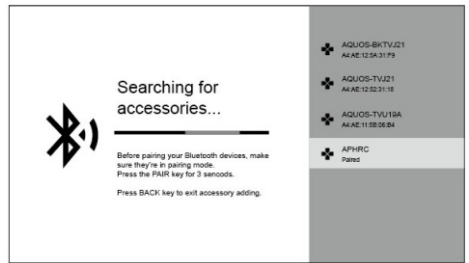 Searching for
accessories...
Before pairing your Bluetooth devices, make
sure they're in pairing mode.
Press the PAIR key for 3 sencods.
Press BACK key to exit accessory adding.
AQUOS-BKTVJ21
A4:AE:12:5A:31:F9
AQUOS-TVJ21
A4:AE:12:52:31:18
AQUOS-TVU19A
A4:AE:11:5B:06:B4
APHRC
Paired